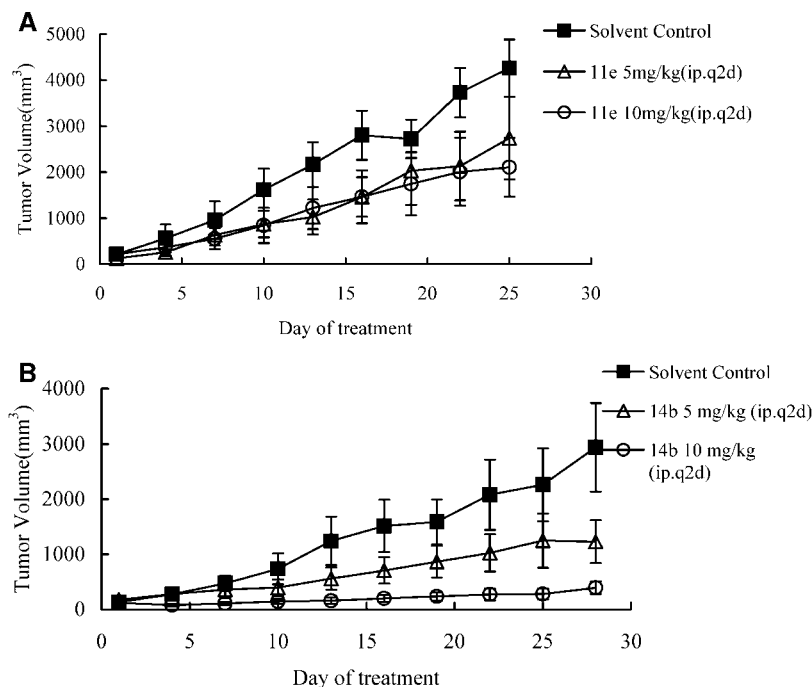 A
Tumor Volume(mm³)
5000
4000
3000
2000
1000
0
0 5 10 15 20 25 30
Day of treatment
Solvent Control
11e 5mg/kg(ip.q2d)
11e 10mg/kg(ip.q2d)
B
Tumor Volume(mm³)
4000
3000
2000
1000
0
0 5 10 15 20 25 30
Day of treatment
Solvent Control
14b 5 mg/kg (ip.q2d)
14b 10 mg/kg
(ip.q2d)